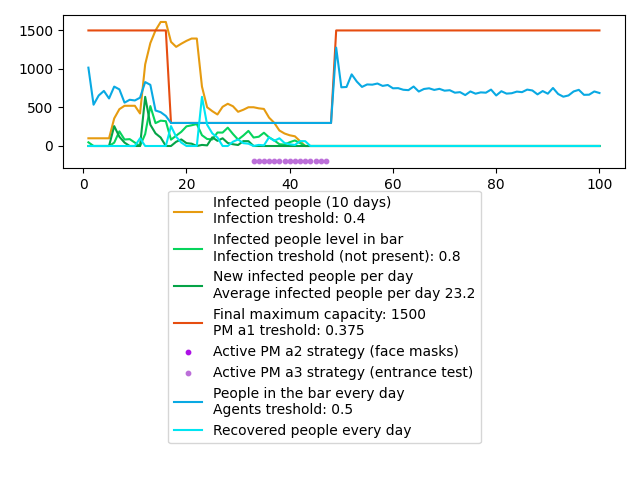 1500
1000
500
0
0
20
40
60
80
100
Infected people (10 days)
Infection treshold: 0.4
Infected people level in bar
Infection treshold (not present): 0.8
New infected people per day
Average infected people per day 23.2
Final maximum capacity: 1500
PM a1 treshold: 0.375
Active PM a2 strategy (face masks)
Active PM a3 strategy (entrance test)
People in the bar every day
Agents treshold: 0.5
Recovered people every day